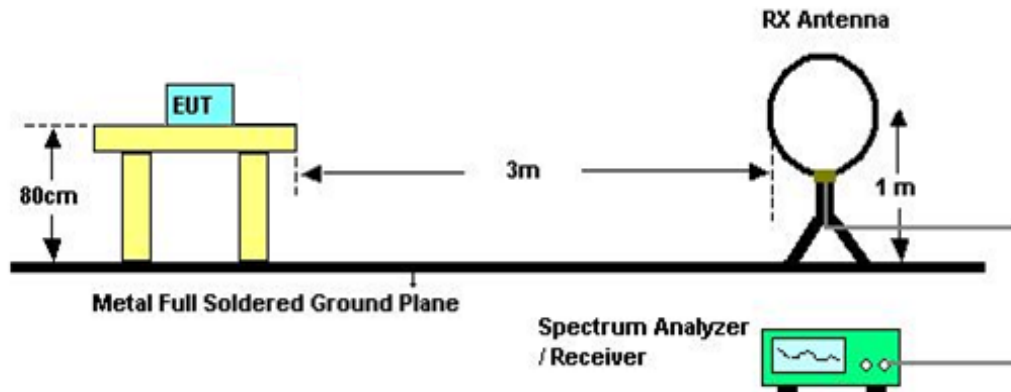 RX Antenna
EUT
3m
80cm
1 m
Metal Full Soldered Ground Plane
Spectrum Analyzer
/ Receiver